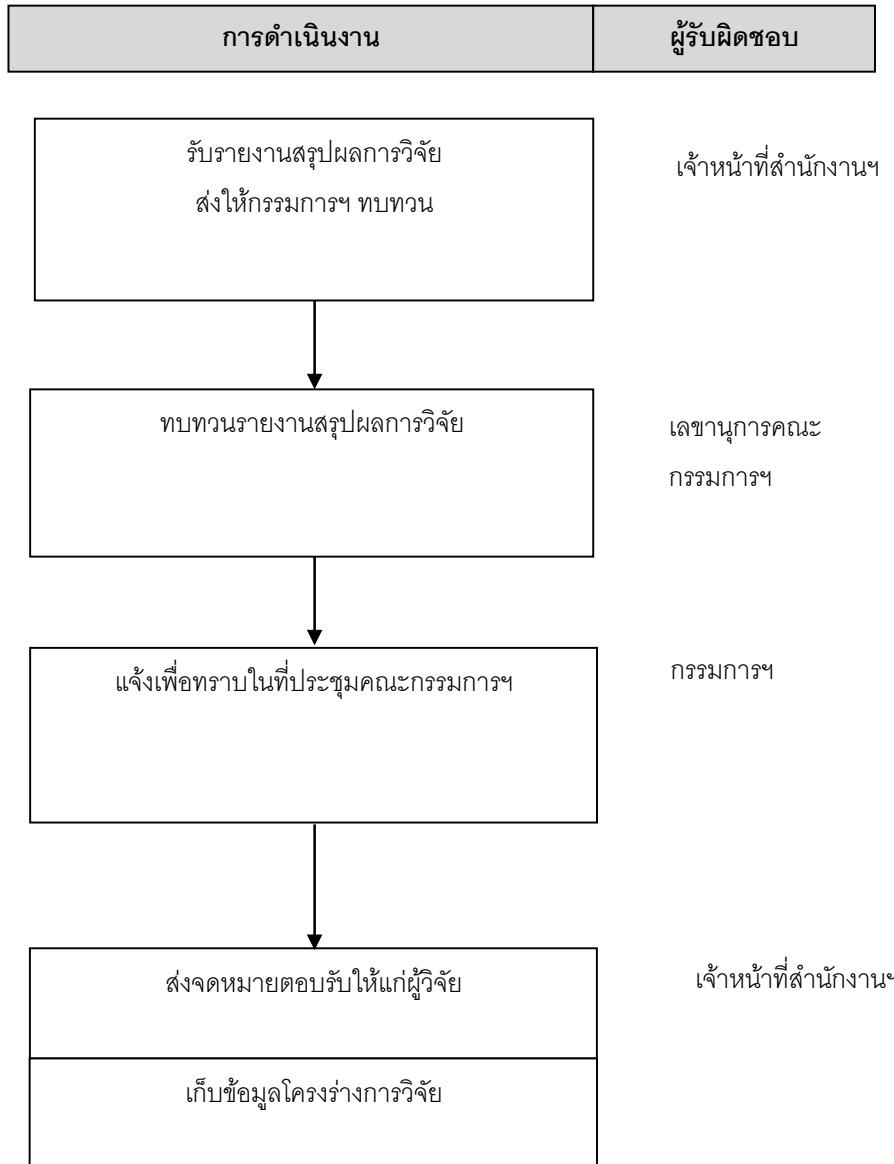 การดำเนินงาน
ผู้รับผิดชอบ
รับรายงานสรุปผลการวิจัย
ส่งให้กรรมการฯ ทบทวน
เจ้าหน้าที่สำนักงานฯ
ทบทวนรายงานสรุปผลการวิจัย
เลขานุการคณะ
กรรมการฯ
แจ้งเพื่อทราบในที่ประชุมคณะกรรมการฯ
กรรมการฯ
ส่งจดหมายตอบรับให้แก่ผู้วิจัย
เจ้าหน้าที่สำนักงานฯ
เก็บข้อมูลโครงร่างการวิจัย